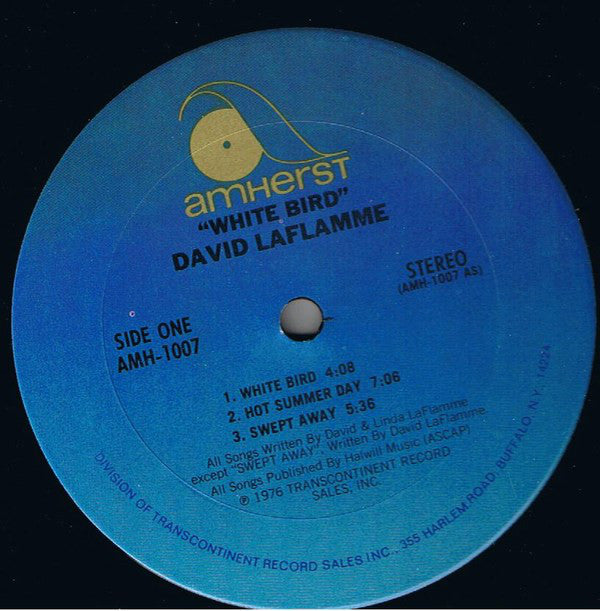 amherst
"WHITE BIRD"
DAVID LAFLAMME
STEREO
(AMH-1007 AS)
SIDE ONE
AMH-1007
1. WHITE BIRD 4:08
2. HOT SUMMER DAY 7:06
3. SWEPT AWAY 5:36
All Songs Written By David & Linda LaFlamme
except "SWEPT AWAY", Written By David LaFlamme
All Songs Published By Halwill Music (ASCAP)
℗ 1976 TRANSCONTINENT RECORD
SALES, INC.
DIVISION OF TRANSCONTINENT RECORD SALES INC., 355 HARLEM ROAD, BUFFALO, N.Y. 14224